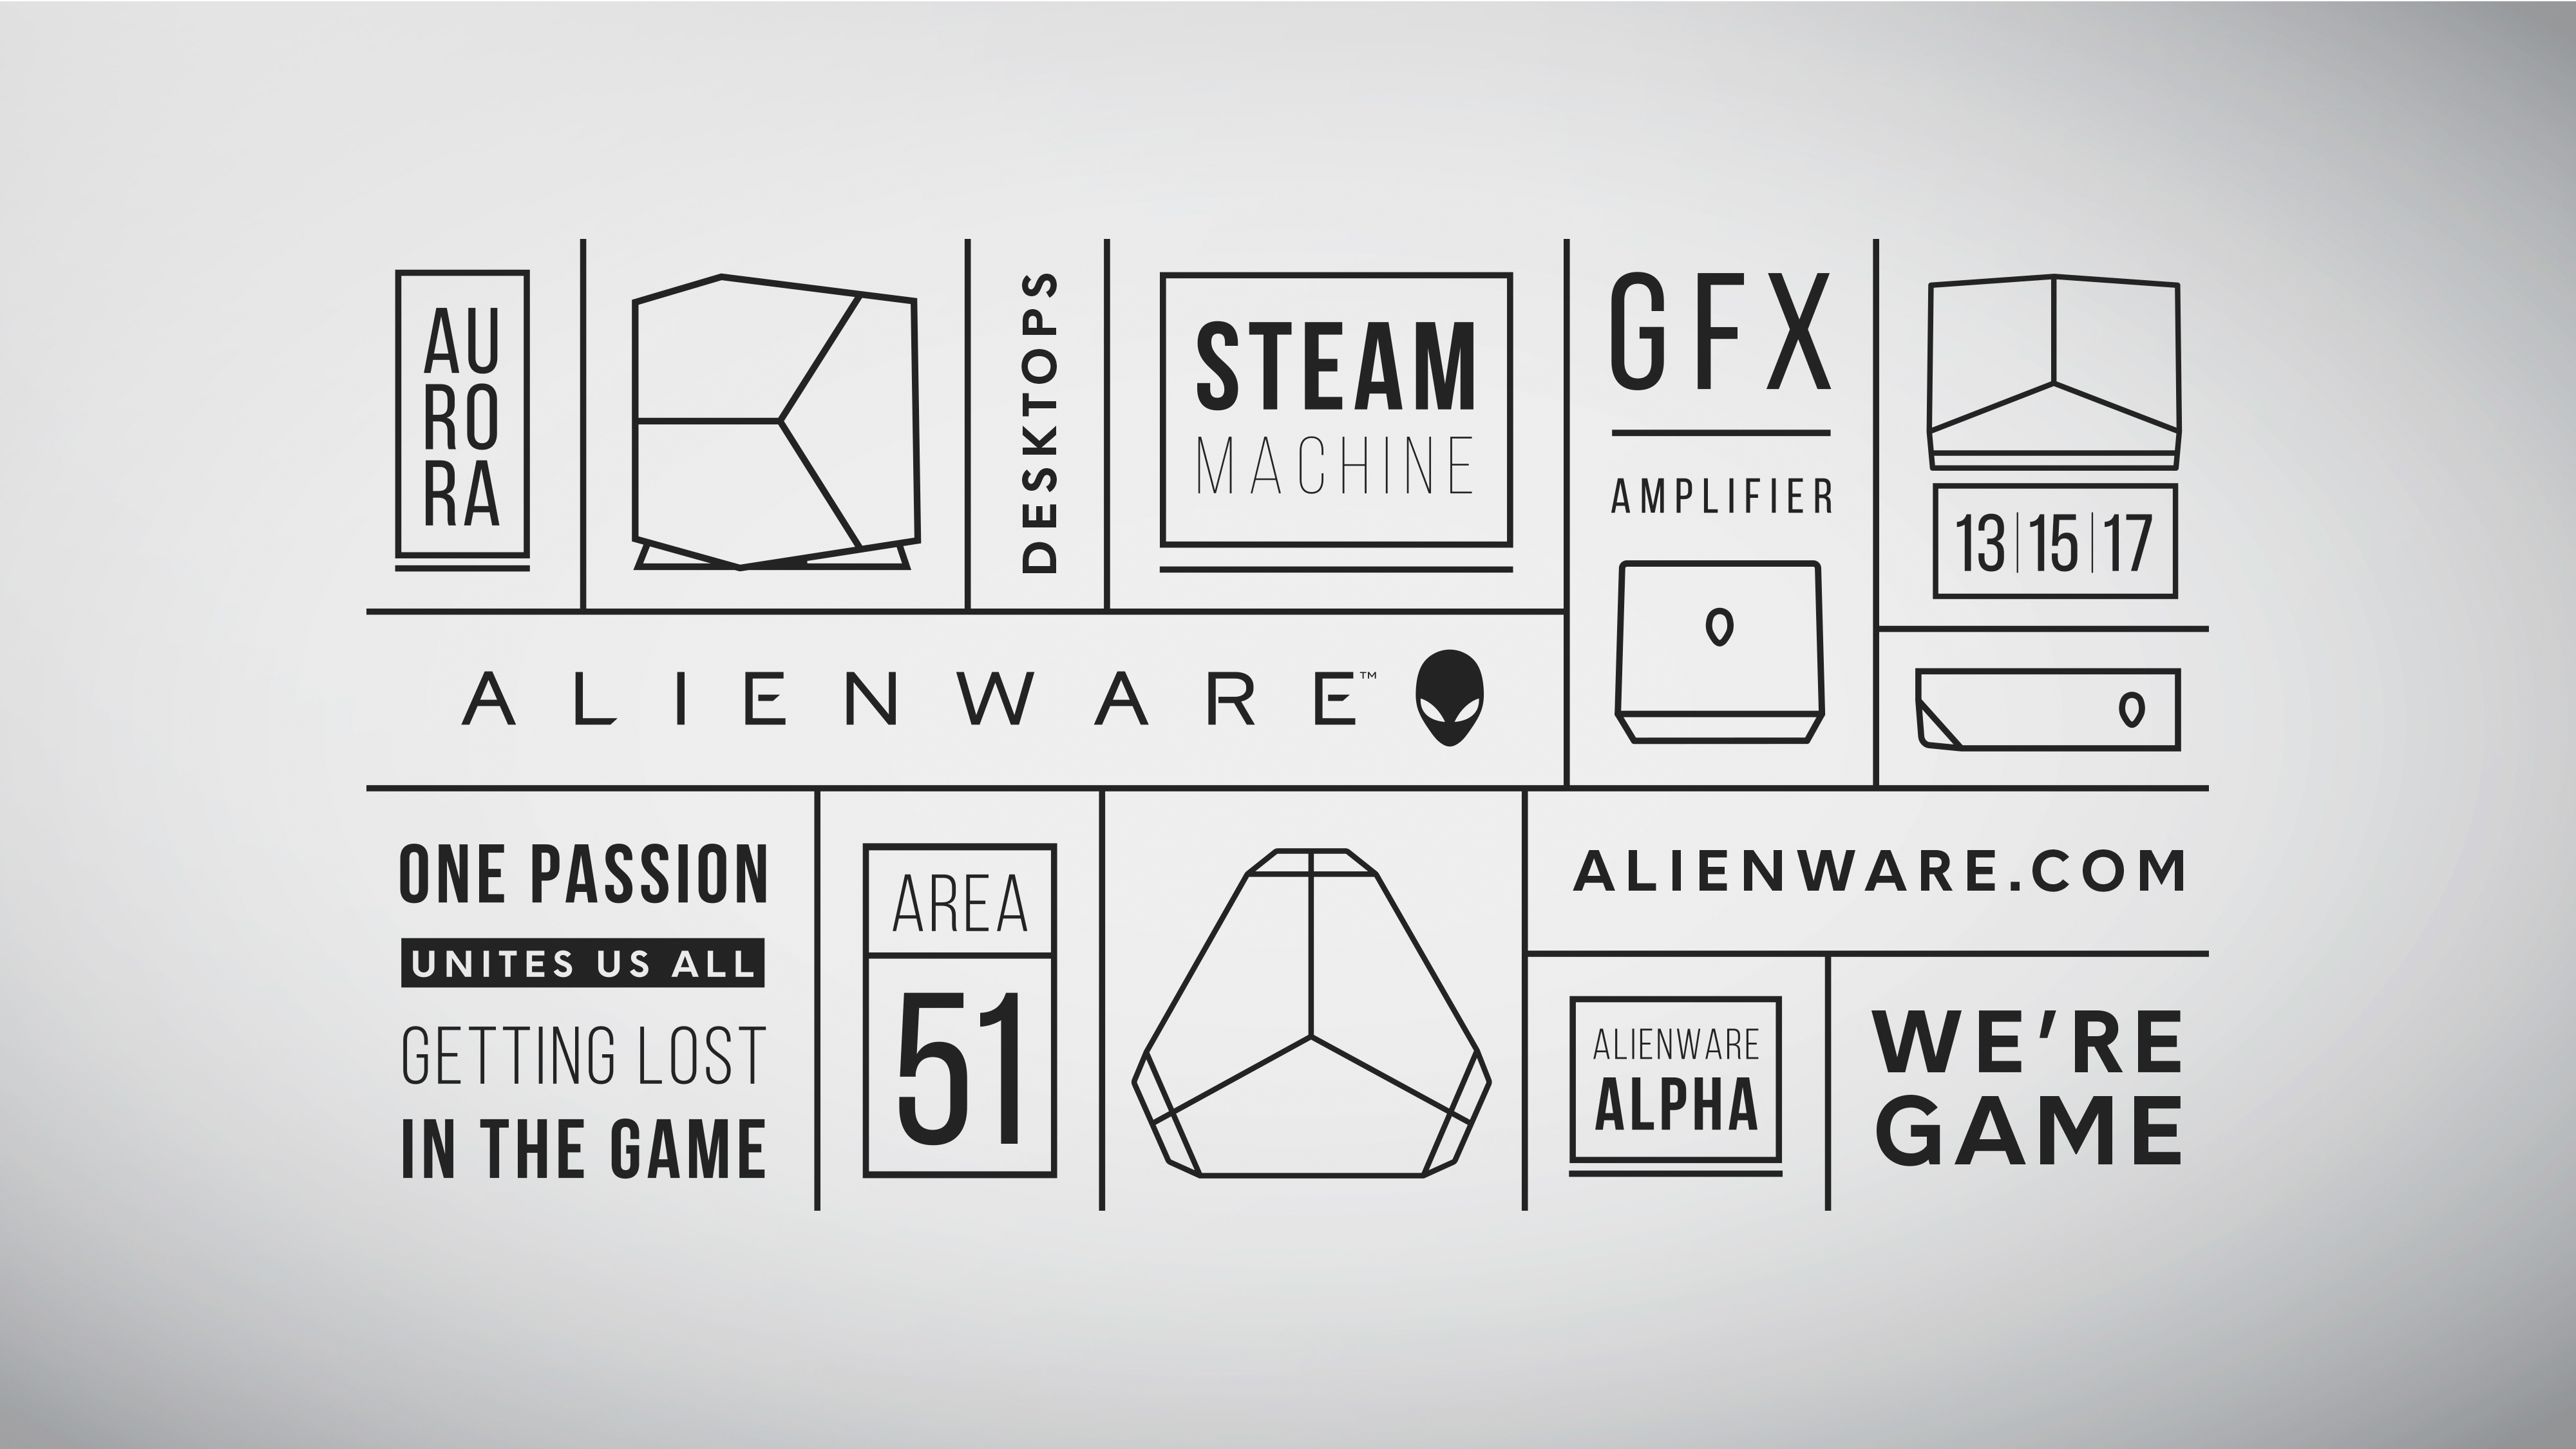 AU
RO
RA
DESKTOPS
STEAM
MACHINE
GFX
AMPLIFIER
13|15|17
ALIENWARE™
ONE PASSION
UNITES US ALL
GETTING LOST
IN THE GAME
AREA
51
ALIENWARE.COM
ALIENWARE
ALPHA
WE'RE
GAME